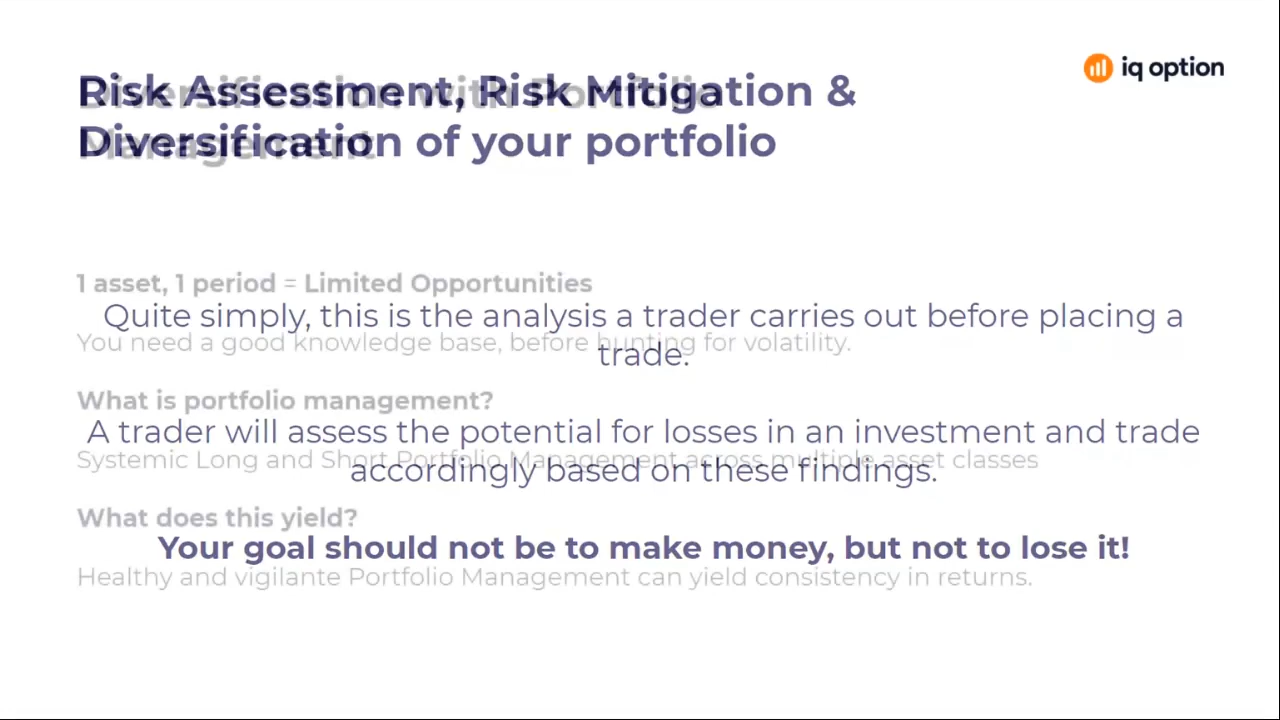 iq option
Risk Assessment, Risk Mitigation &
Diversification of your portfolio
Diversification with Portfolio
Management
1 asset, 1 period = Limited Opportunities
Quite simply, this is the analysis a trader carries out before placing a
trade.
You need a good knowledge base, before hunting for volatility.
What is portfolio management?
A trader will assess the potential for losses in an investment and trade
accordingly based on these findings.
Systemic Long and Short Portfolio Management across multiple asset classes
What does this yield?
Your goal should not be to make money, but not to lose it!
Healthy and vigilante Portfolio Management can yield consistency in returns.